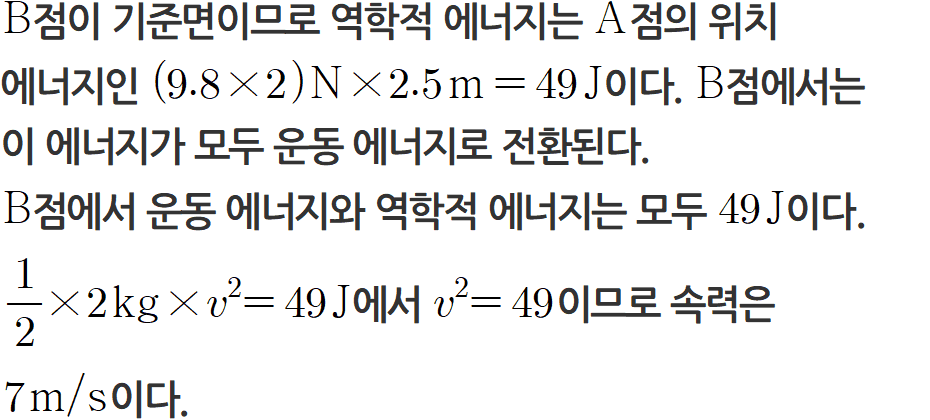 B점이 기준면이므로 역학적 에너지는 A점의 위치
에너지인 (9.8×2)N×2.5m=49J이다. B점에서는
이 에너지가 모두 운동 에너지로 전환된다.
B점에서 운동 에너지와 역학적 에너지는 모두 49J이다.
1/2×2kg×v²=49J에서 v²=49이므로 속력은
7m/s이다.